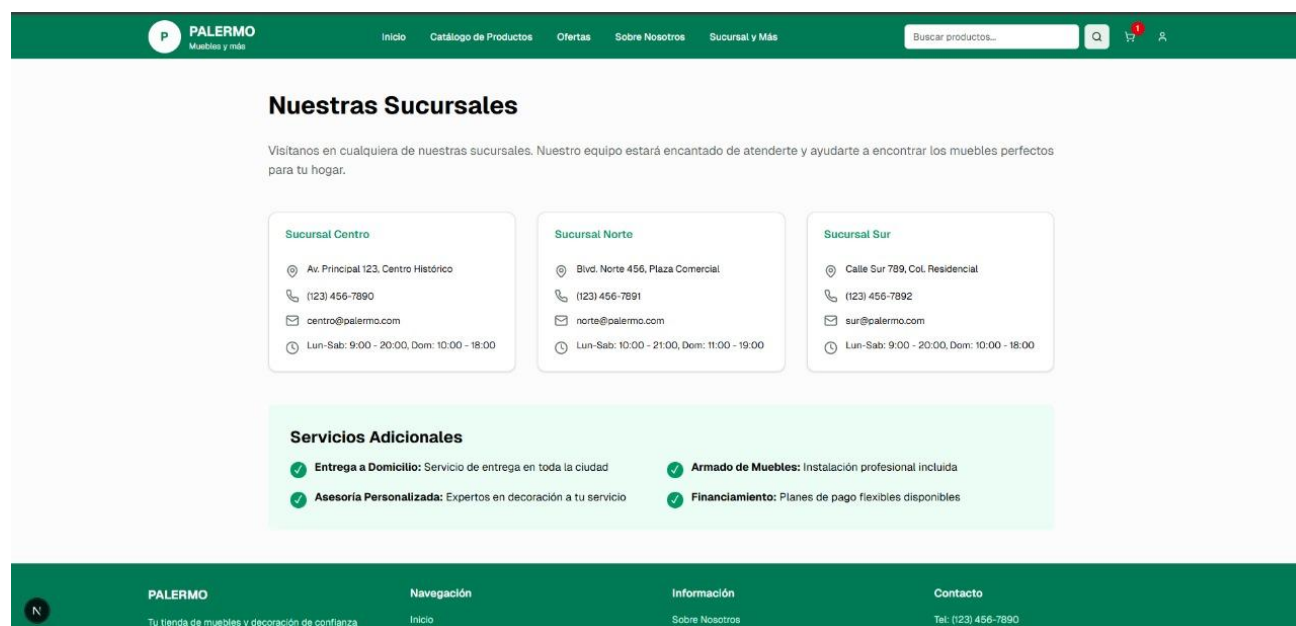 P
PALERMO
Muebles y más
Inicio Catálogo de Productos Ofertas Sobre Nosotros Sucursal y Más
Buscar productos...
1
Nuestras Sucursales
Visítanos en cualquiera de nuestras sucursales. Nuestro equipo estará encantado de atenderte y ayudarte a encontrar los muebles perfectos
para tu hogar.
Sucursal Centro
Av. Principal 123, Centro Histórico
(123) 456-7890
centro@palermo.com
Lun-Sab: 9:00 - 20:00, Dom: 10:00 - 18:00
Sucursal Norte
Blvd. Norte 456, Plaza Comercial
(123) 456-7891
norte@palermo.com
Lun-Sab: 10:00 - 21:00, Dom: 11:00 - 19:00
Sucursal Sur
Calle Sur 789, Col. Residencial
(123) 456-7892
sur@palermo.com
Lun-Sab: 9:00 - 20:00, Dom: 10:00 - 18:00
Servicios Adicionales
Entrega a Domicilio: Servicio de entrega en toda la ciudad
Armado de Muebles: Instalación profesional incluida
Asesoría Personalizada: Expertos en decoración a tu servicio
Financiamiento: Planes de pago flexibles disponibles
PALERMO
Tu tienda de muebles y decoración de confianza
Navegación
Inicio
Información
Sobre Nosotros
Contacto
Tel: (123) 456-7890
N